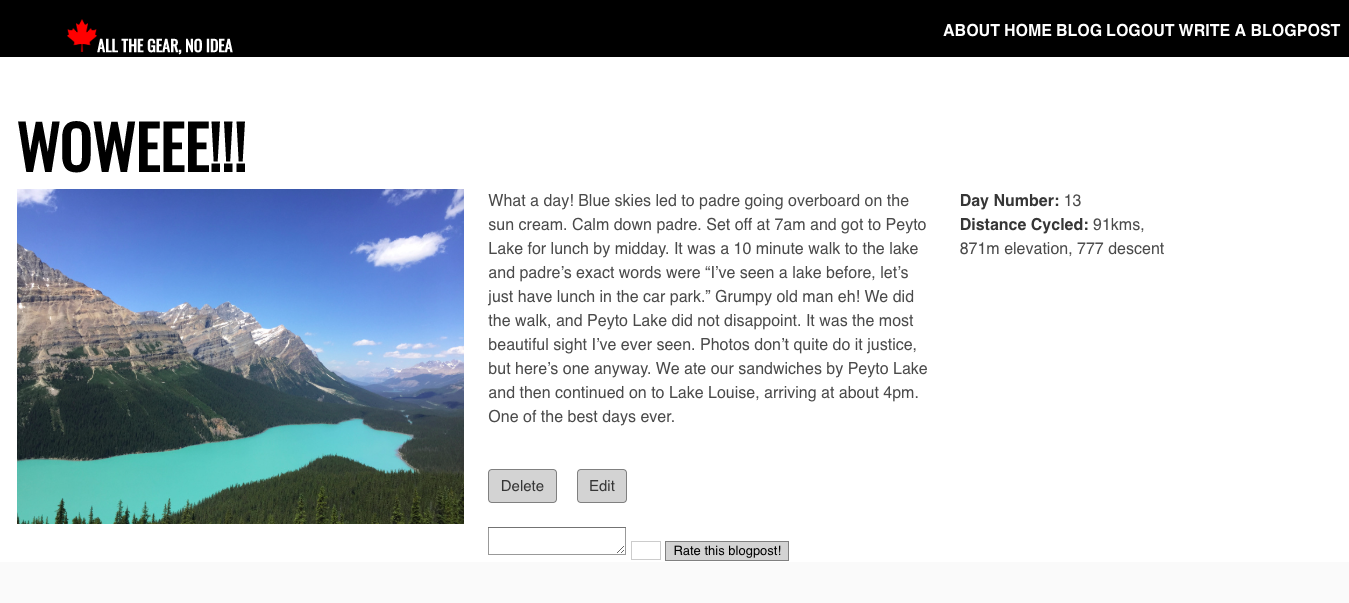 ALL THE GEAR, NO IDEA
ABOUT HOME BLOG LOGOUT WRITE A BLOGPOST
WOWEEE!!!
What a day! Blue skies led to padre going overboard on the
sun cream. Calm down padre. Set off at 7am and got to Peyto
Lake for lunch by midday. It was a 10 minute walk to the lake
and padre’s exact words were “I’ve seen a lake before, let’s
just have lunch in the car park.” Grumpy old man eh! We did
the walk, and Peyto Lake did not disappoint. It was the most
beautiful sight I’ve ever seen. Photos don’t quite do it justice,
but here’s one anyway. We ate our sandwiches by Peyto Lake
and then continued on to Lake Louise, arriving at about 4pm.
One of the best days ever.
Day Number: 13
Distance Cycled: 91kms,
871m elevation, 777 descent
Delete Edit
Rate this blogpost!